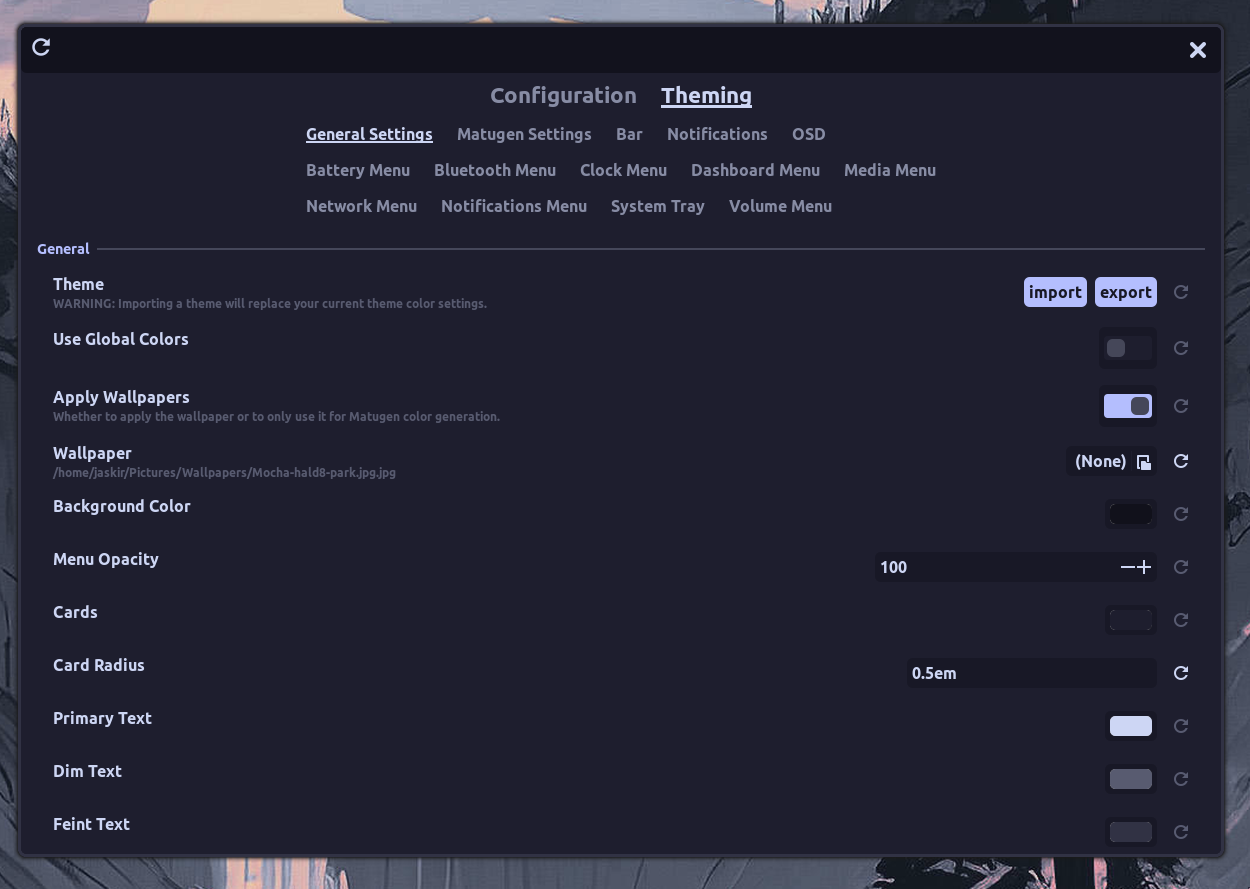 Configuration Theming
General Settings Matugen Settings Bar Notifications OSD
Battery Menu Bluetooth Menu Clock Menu Dashboard Menu Media Menu
Network Menu Notifications Menu System Tray Volume Menu
General
Theme
WARNING: Importing a theme will replace your current theme color settings.
import export
Use Global Colors
Apply Wallpapers
Whether to apply the wallpaper or to only use it for Matugen color generation.
Wallpaper
/home/jaskir/Pictures/Wallpapers/Mocha-hald8-park.jpg.jpg
(None)
Background Color
Menu Opacity
100
Cards
Card Radius
0.5em
Primary Text
Dim Text
Feint Text